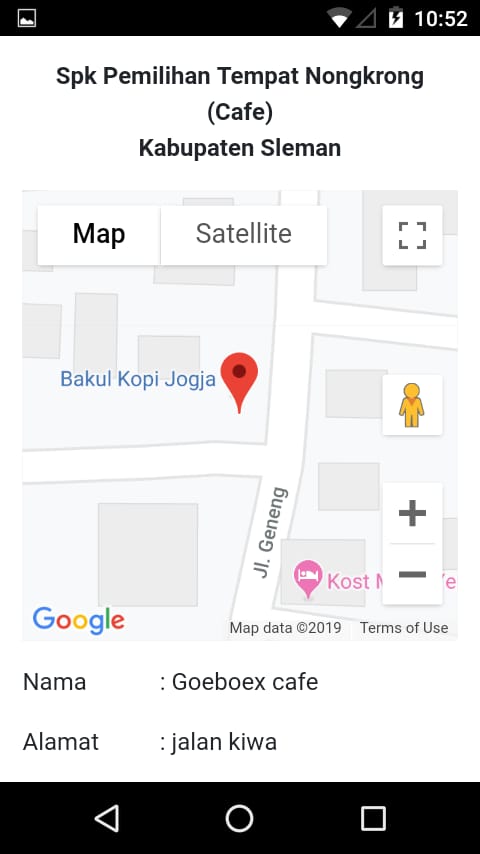 10:52
Spk Pemilihan Tempat Nongkrong
(Cafe)
Kabupaten Sleman
Map
Satellite
Bakul Kopi Jogja
Jl. Geneng
Kost
Google
Map data ©2019
Terms of Use
Nama : Goeboex cafe
Alamat : jalan kiwa